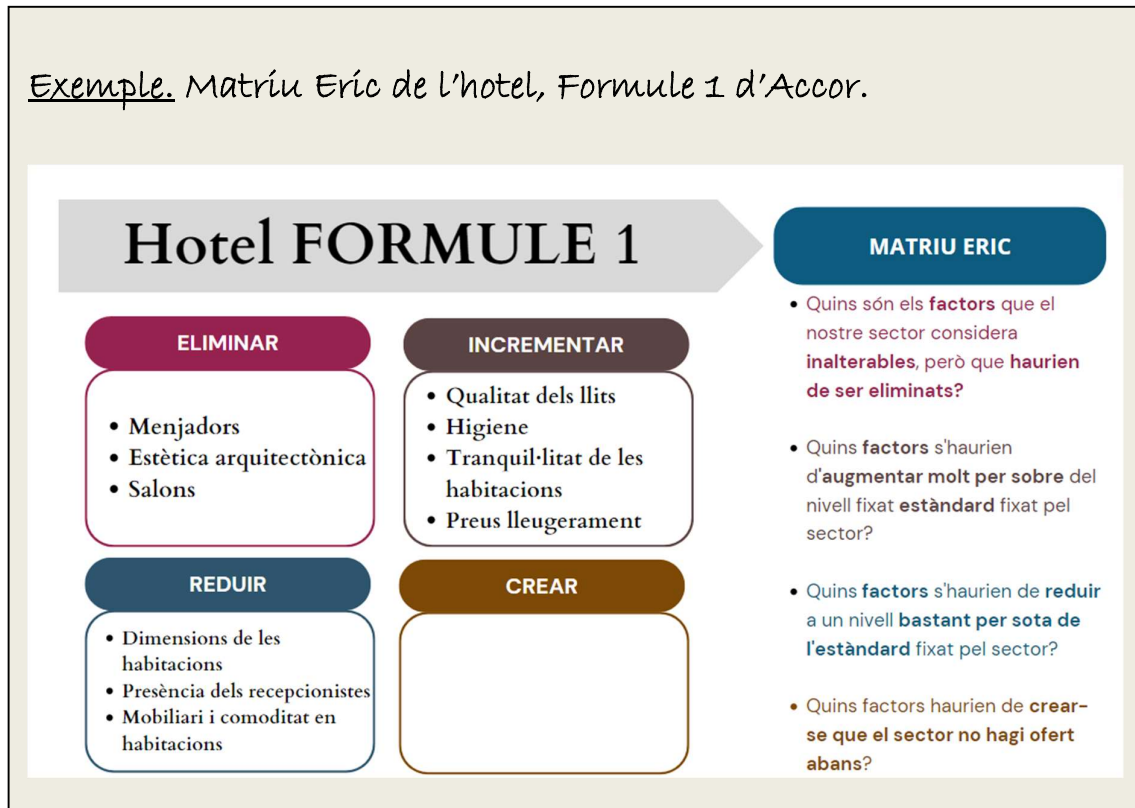 Exemple. Matriu Eric de l'hotel, Formule 1 d'Accor.
Hotel FORMULE 1
ELIMINAR
• Menjadors
• Estètica arquitectònica
• Salons
INCREMENTAR
• Qualitat dels llits
• Higiene
• Tranquil·litat de les
habitacions
• Preus lleugerament
REDUIR
• Dimensions de les
habitacions
• Presència dels recepcionistes
• Mobiliari i comoditat en
habitacions
CREAR
MATRIU ERIC
• Quins són els factors que el
nostre sector considera
inalterables, però que haurien
de ser eliminats?
• Quins factors s'haurien
d'augmentar molt per sobre del
nivell fixat estàndard fixat pel
sector?
• Quins factors s'haurien de reduir
a un nivell bastant per sota de
l'estàndard fixat pel sector?
• Quins factors haurien de crear-
se que el sector no hagi ofert
abans?